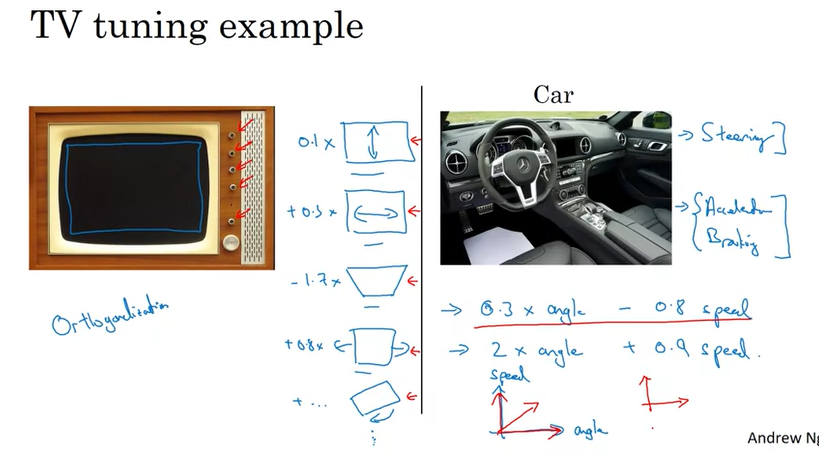 TV tuning example
Car
0.1 x
+ 0.3 x
- 1.7 x
+ 0.8 x
+ ...
Orthogonalization
→ Steering
→ { Acceleration
Braking
→ 0.3 x angle - 0.8 speed
→ 2 x angle + 0.9 speed.
speed
angle
Andrew Ng